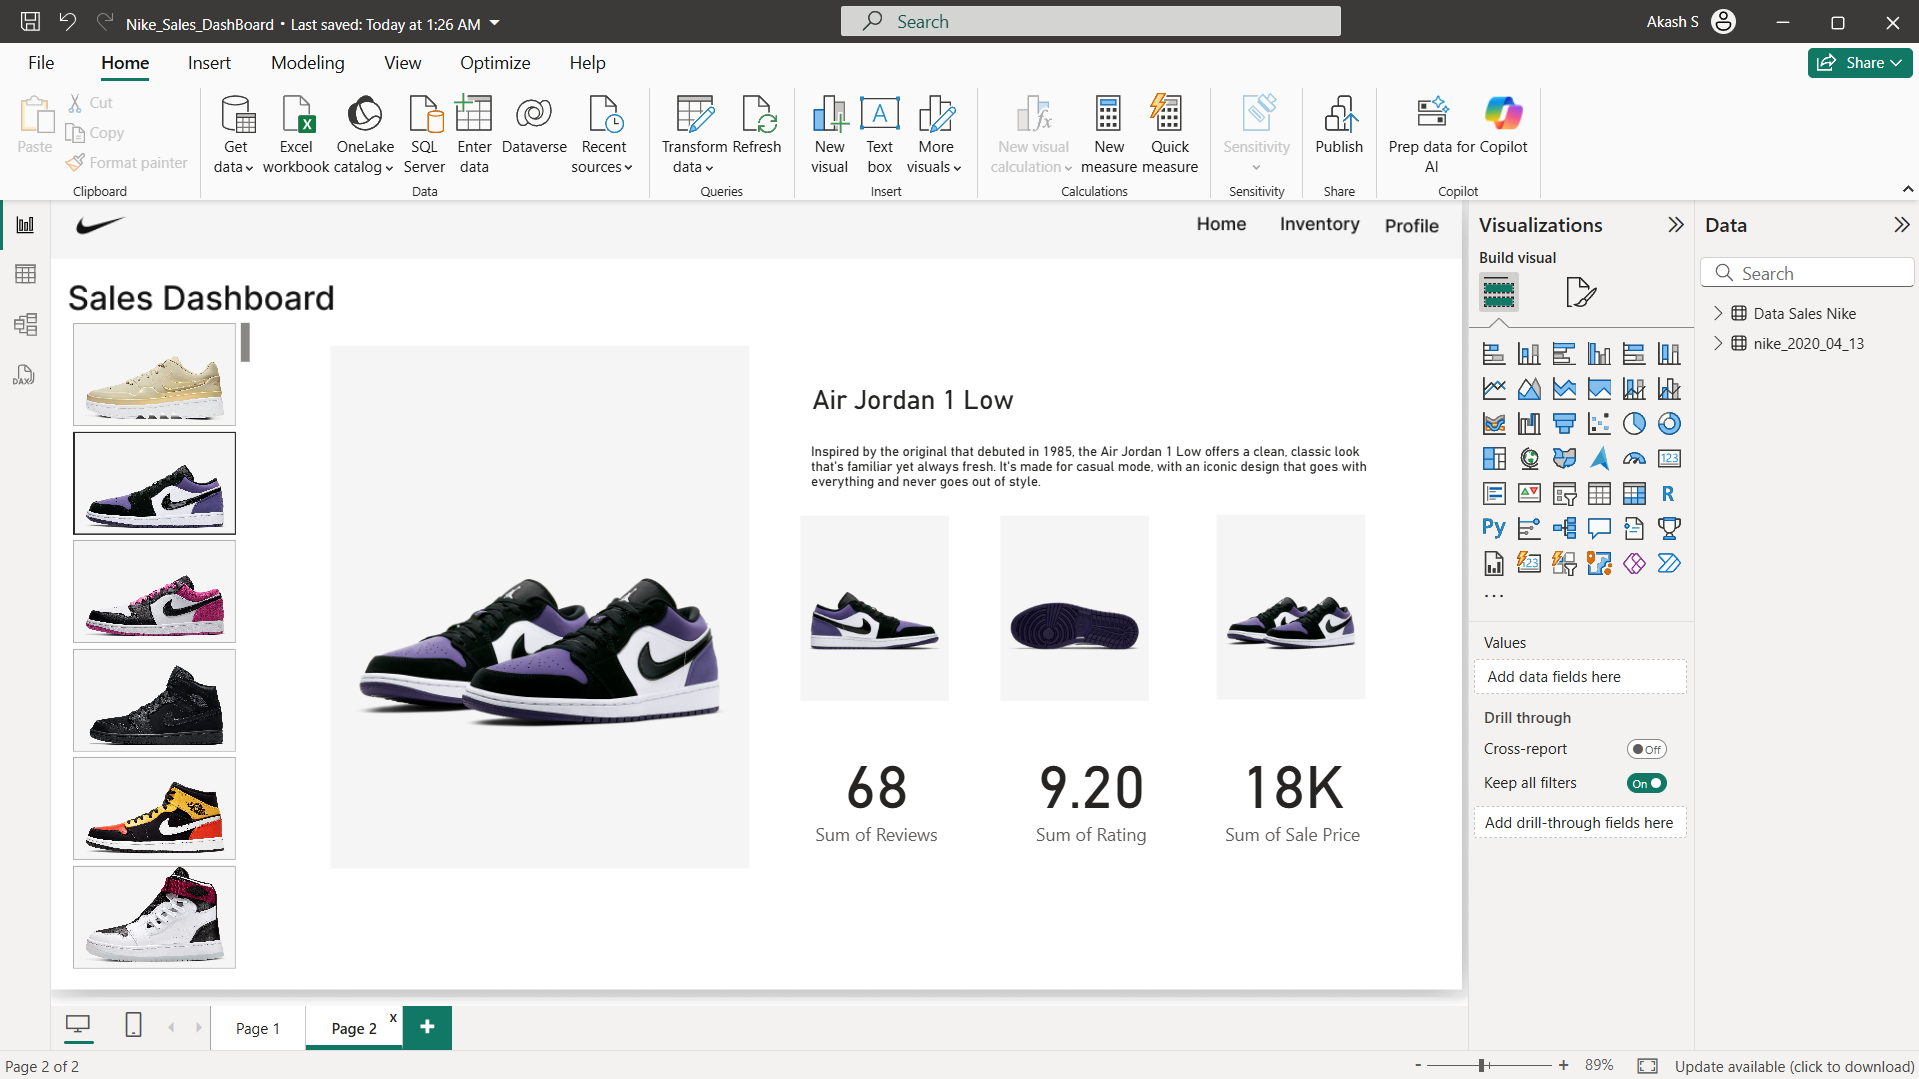 Nike_Sales_DashBoard • Last saved: Today at 1:26 AM
Search
Akash S
File
Home
Insert
Modeling
View
Optimize
Help
Share
Paste
Cut
Copy
Format painter
Clipboard
Get data
Excel workbook
OneLake catalog
SQL Server
Enter data
Dataverse
Recent sources
Data
Transform data
Refresh
Queries
New visual
Text box
More visuals
Insert
New visual calculation
New measure
Quick measure
Calculations
Sensitivity
Sensitivity
Publish
Share
Prep data for AI
Copilot
Copilot
Home
Inventory
Profile
Sales Dashboard
Air Jordan 1 Low
Inspired by the original that debuted in 1985, the Air Jordan 1 Low offers a clean, classic look
that's familiar yet always fresh. It's made for casual mode, with an iconic design that goes with
everything and never goes out of style.
68
Sum of Reviews
9.20
Sum of Rating
18K
Sum of Sale Price
Visualizations
Build visual
123
R
Py
123
...
Values
Add data fields here
Drill through
Cross-report
Off
Keep all filters
On
Add drill-through fields here
Data
Search
Data Sales Nike
nike_2020_04_13
DAX
Page 1
Page 2
x
+
Page 2 of 2
-
+
89%
Update available (click to download)